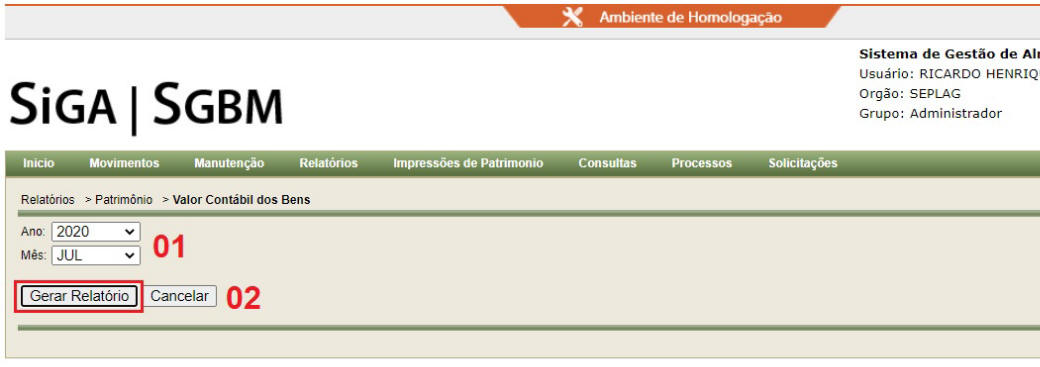 Ambiente de Homologação
Sistema de Gestão de
Usuário: RICARDO
Orgão: SEPLAG
Grupo: Administrador
SIGA | SGBM
Inicio Movimentos Manutenção Relatórios Impressões de Patrimonio Consultas Processos Solicitações
Relatórios > Patrimônio > Valor Contábil dos Bens
Ano: 2020
Mês: JUL
01
Gerar Relatório Cancelar 02